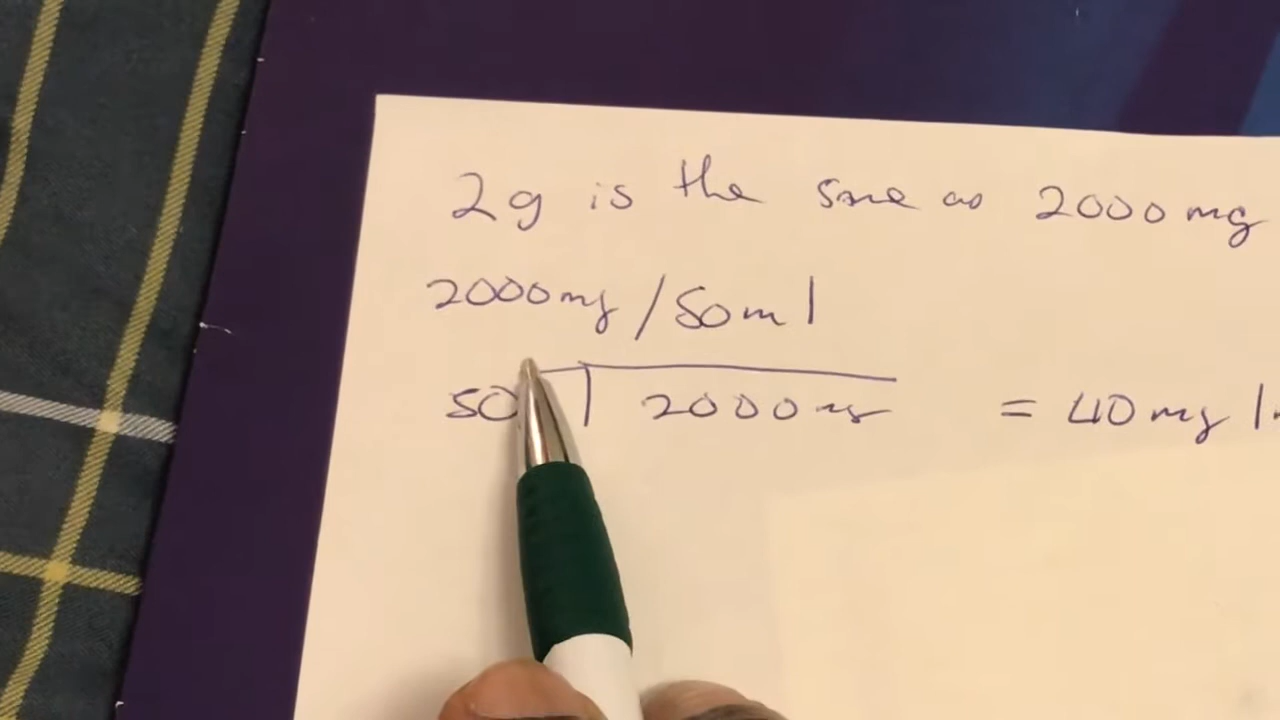 2g is the same as 2000mg
2000mg/50ml
50 2000mg = 40mg